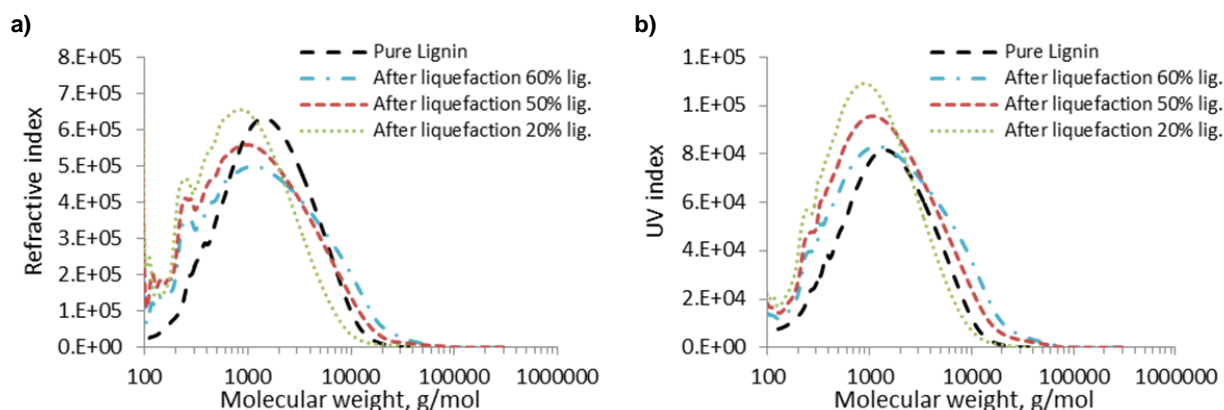 a)
Refractive index
8.E+05
7.E+05
6.E+05
5.E+05
4.E+05
3.E+05
2.E+05
1.E+05
0.E+00
Pure Lignin
After liquefaction 60% lig.
After liquefaction 50% lig.
After liquefaction 20% lig.
100 1000 10000 100000 1000000
Molecular weight, g/mol
b)
UV index
1.E+05
1.E+05
8.E+04
6.E+04
4.E+04
2.E+04
0.E+00
Pure Lignin
After liquefaction 60% lig.
After liquefaction 50% lig.
After liquefaction 20% lig.
100 1000 10000 100000 1000000
Molecular weight, g/mol